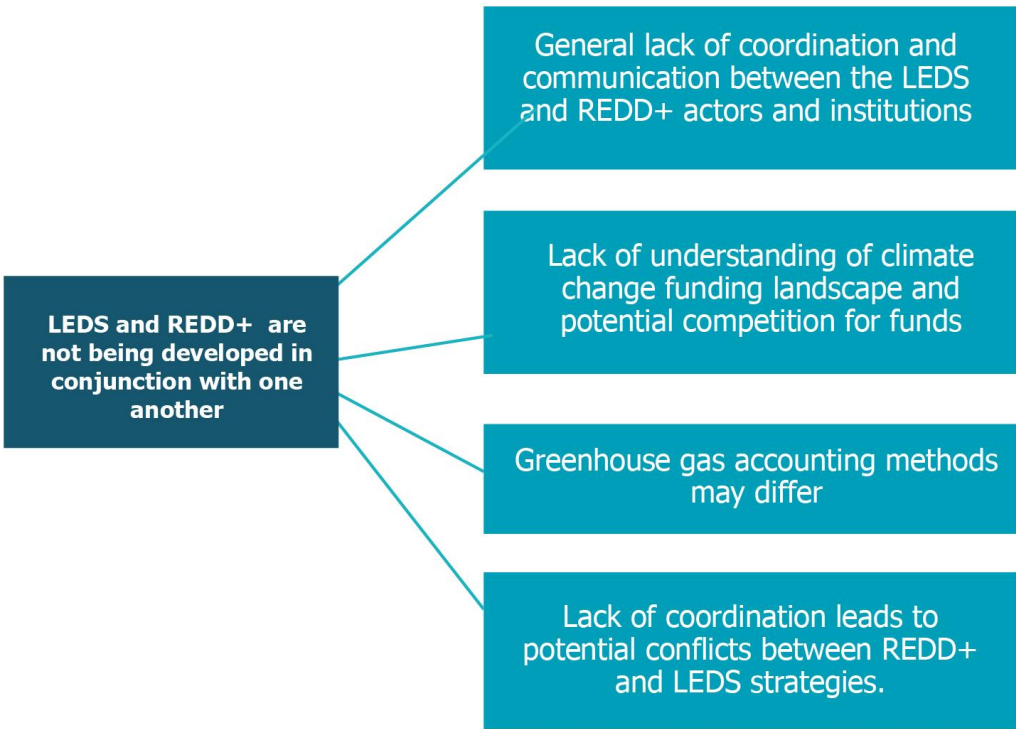 General lack of coordination and
communication between the LEDS
and REDD+ actors and institutions
Lack of understanding of climate
change funding landscape and
potential competition for funds
LEDS and REDD+  are
not being developed in
conjunction with one
another
Greenhouse gas accounting methods
may differ
Lack of coordination leads to
potential conflicts between REDD+
and LEDS strategies.